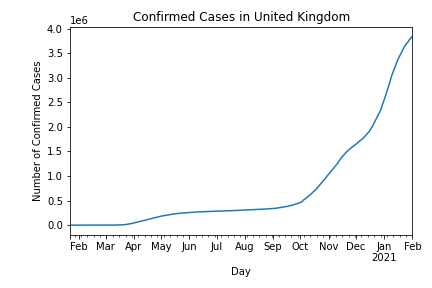 Confirmed Cases in United Kingdom
1e6
4.0
3.5
3.0
2.5
2.0
1.5
1.0
0.5
0.0
Number of Confirmed Cases
Feb Mar Apr May Jun Jul Aug Sep Oct Nov Dec Jan Feb
2021
Day